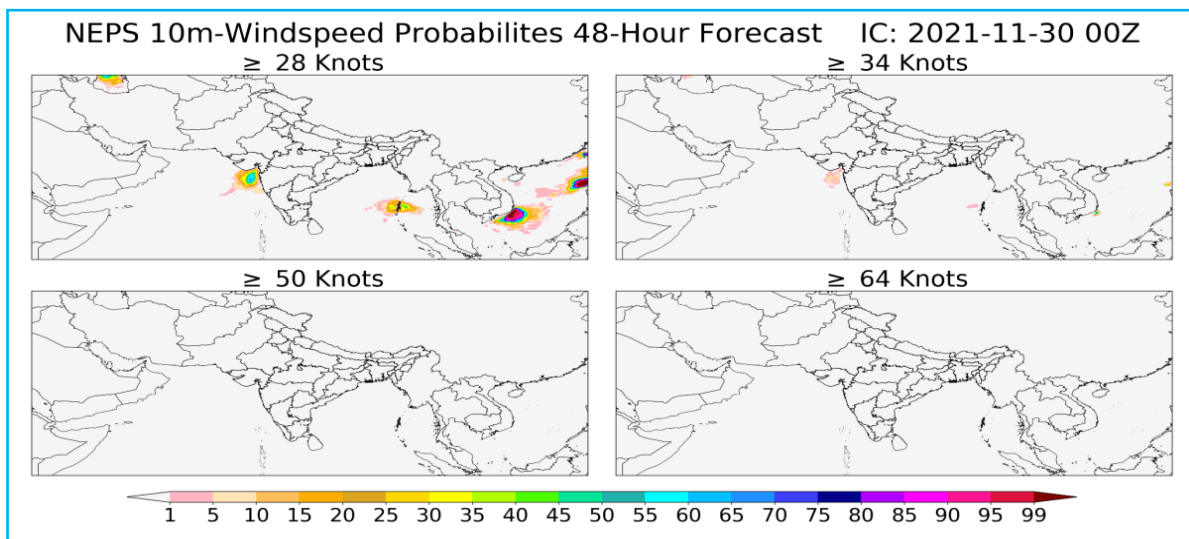 NEPS 10m-Windspeed Probabilites 48-Hour Forecast IC: 2021-11-30 00Z
≥ 28 Knots
≥ 34 Knots
≥ 50 Knots
≥ 64 Knots
1 5 10 15 20 25 30 35 40 45 50 55 60 65 70 75 80 85 90 95 99